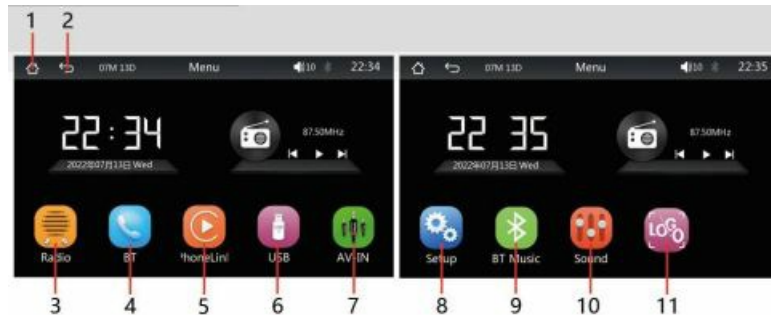 1 2
07M 13D Menu 10 22:34
07M 13D Menu 10 22:35
22:34
87.50MHz
2022年07月13日 Wed
22 35
87.50MHz
2022年07月13日 Wed
Radio BT honeLink USB AV-IN
Setup BT Music Sound LOGO
3 4 5 6 7 8 9 10 11